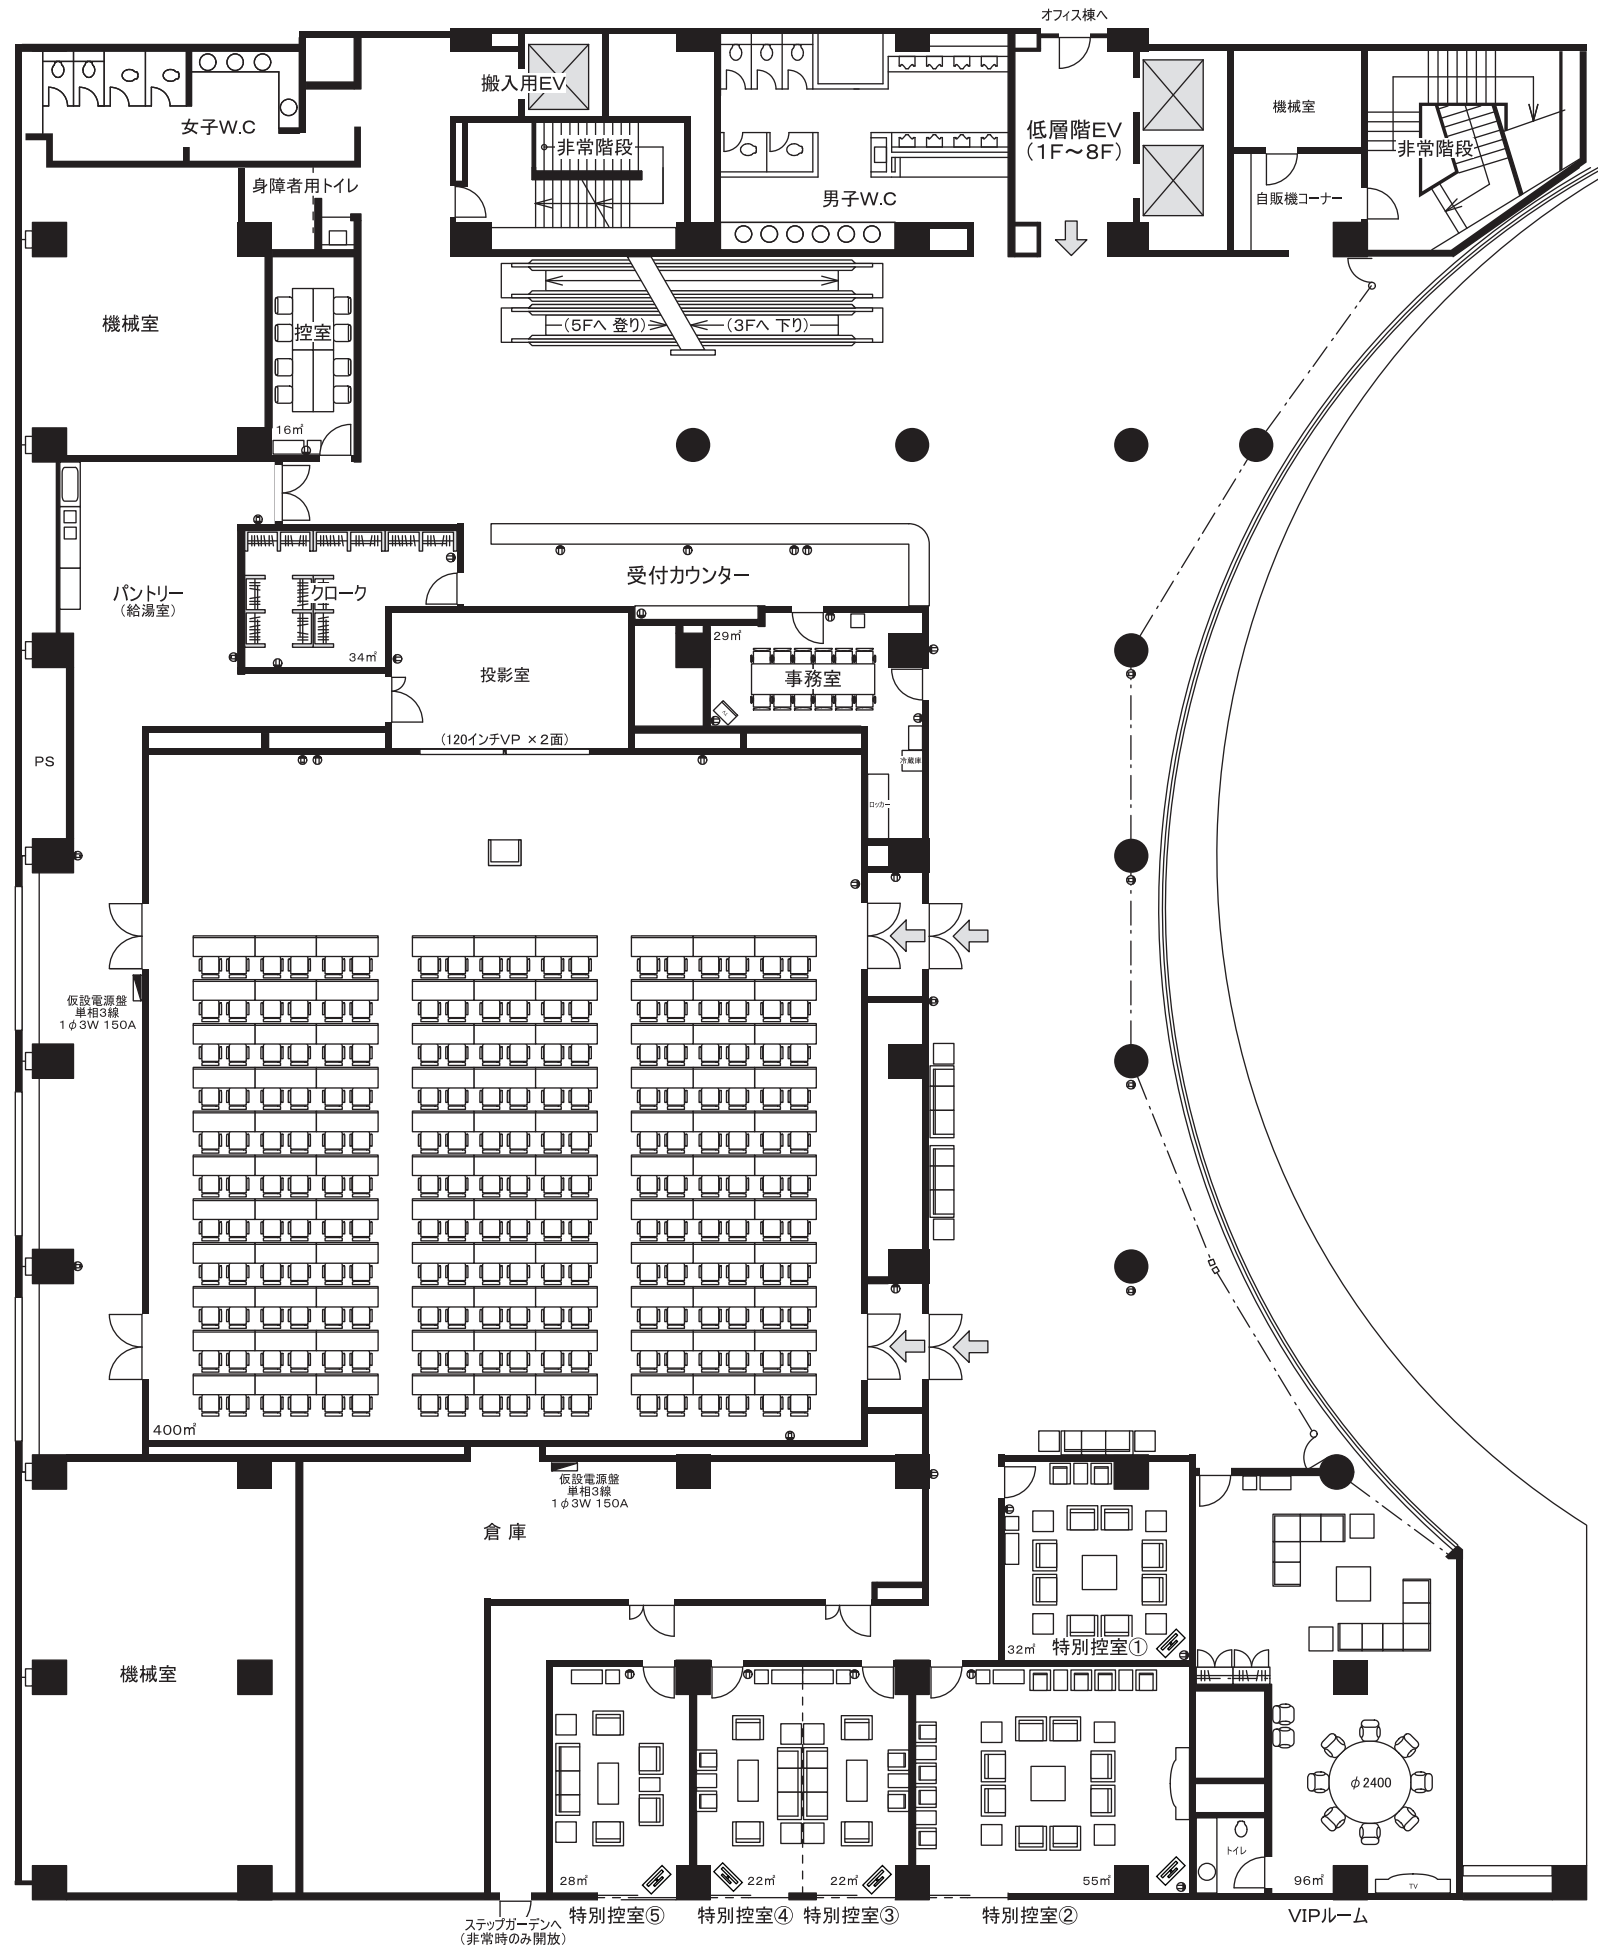 オフィス棟へ
搬入用EV
女子W.C
低層階EV
(1F～8F)
機械室
非常階段
非常階段
身障者用トイレ
男子W.C
自販機コーナー
機械室
控室
(5Fへ 登り)
(3Fへ 下り)
16㎡
受付カウンター
パントリー
(給湯室)
クローク
34㎡
29㎡
投影室
事務室
TV
(120インチVP ×2面)
PS
冷蔵庫
ロッカー
仮設電源盤
単相3線
1φ3W 150A
400㎡
仮設電源盤
単相3線
1φ3W 150A
倉 庫
32㎡
特別控室①
機械室
φ2400
トイレ
28㎡
22㎡
22㎡
55㎡
96㎡
TV
ステップガーデンへ
(非常時のみ開放)
特別控室⑤
特別控室④
特別控室③
特別控室②
VIPルーム